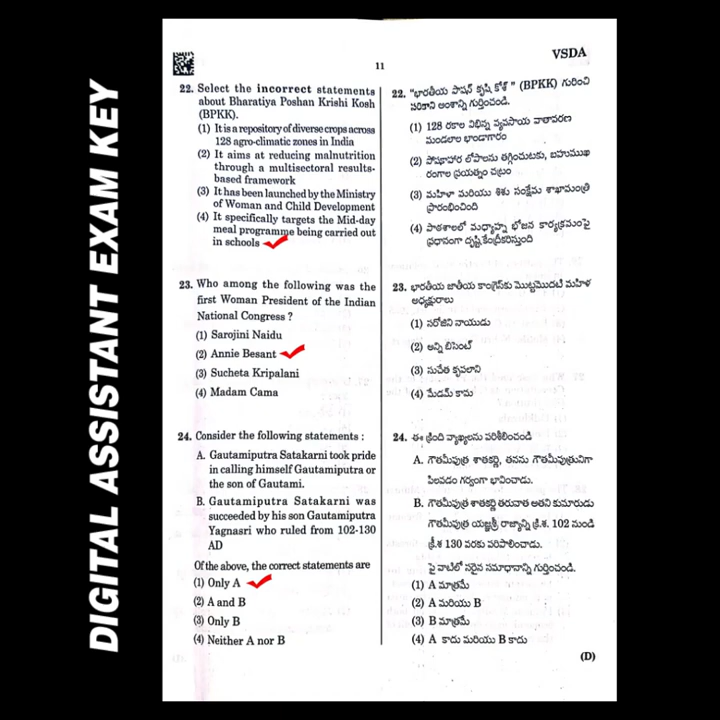 DIGITAL ASSISTANT EXAM KEY
VSDA
11
22. Select the incorrect statements
about Bharatiya Poshan Krishi Kosh
(BPKK).
(1) It is a repository of diverse crops across
128 agro-climatic zones in India
(2) It aims at reducing malnutrition
through a multisectoral results-
based framework
(3) It has been launched by the Ministry
of Woman and Child Development
(4) It specifically targets the Mid-day
meal programme being carried out
in schools
23. Who among the following was the
first Woman President of the Indian
National Congress ?
(1) Sarojini Naidu
(2) Annie Besant
(3) Sucheta Kripalani
(4) Madam Cama
24. Consider the following statements :
A. Gautamiputra Satakarni took pride
in calling himself Gautamiputra or
the son of Gautami.
B. Gautamiputra Satakarni was
succeeded by his son Gautamiputra
Yagnasri who ruled from 102-130
AD
Of the above, the correct statements are
(1) Only A
(2) A and B
(3) Only B
(4) Neither A nor B
22. "భారతీయ పోషన్ కృషి కోశ్" (BPKK) గురించి
సరికాని అంశాన్ని గుర్తించండి.
(1) 128 రకాల విభిన్న వ్యవసాయ వాతావరణ
మండలాల భాండాగారం
(2) పోషకాహార లోపాలను తగ్గించుటకు, బహుముఖ
రంగాల ప్రయత్నం చట్రం
(3) మహిళా మరియు శిశు సంక్షేమ శాఖామంత్రి
ప్రారంభించింది
(4) పాఠశాలలో మధ్యాహ్న భోజన కార్యక్రమంపై
ప్రధానంగా దృష్టి కేంద్రీకరిస్తుంది
23. భారతీయ జాతీయ కాంగ్రెస్‌కు మొట్టమొదటి మహిళ
అధ్యక్షురాలు
(1) సరోజిని నాయుడు
(2) అన్ని బిసెంట్
(3) సుచేత కృపలాని
(4) మేడమ్ కామ
24. ఈ క్రింది వ్యాఖ్యలను పరిశీలించండి
A. గౌతమీపుత్ర శాతకర్ణి, తనను గౌతమీపుత్రునిగా
పిలవడం గర్వంగా భావించాడు.
B. గౌతమీపుత్ర శాతకర్ణి తరువాత అతని కుమారుడు
గౌతమీపుత్ర యజ్ఞశ్రీ రాజ్యాన్ని క్రీ.శ. 102 నుండి
క్రీ.శ 130 వరకు పరిపాలించాడు.
పై వాటిలో సరైన సమాధానాన్ని గుర్తించండి.
(1) A మాత్రమే
(2) A మరియు B
(3) B మాత్రమే
(4) A కాదు మరియు B కాదు
(D)